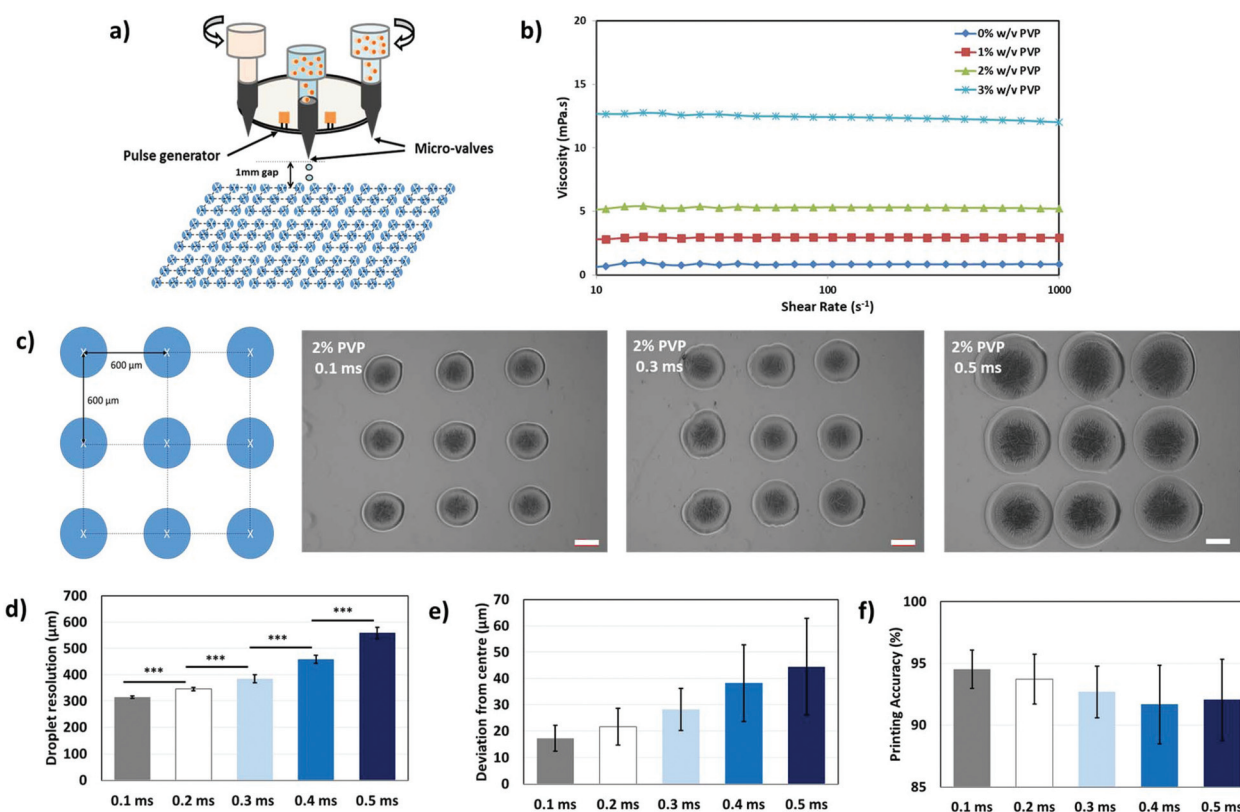 a)
Pulse generator
Micro-valves
1mm gap
b)
20
15
10
5
0
Viscosity (mPa.s)
0% w/v PVP
1% w/v PVP
2% w/v PVP
3% w/v PVP
10
100
1000
Shear Rate (s⁻¹)
c)
X X X
600 µm
600 µm
X X X
X X X
2% PVP
0.1 ms
2% PVP
0.3 ms
2% PVP
0.5 ms
d)
Droplet resolution (µm)
700
600
500
400
300
200
100
0
***
***
***
***
0.1 ms 0.2 ms 0.3 ms 0.4 ms 0.5 ms
e)
Deviation from centre (µm)
70
60
50
40
30
20
10
0
0.1 ms 0.2 ms 0.3 ms 0.4 ms 0.5 ms
f)
Printing Accuracy (%)
100
95
90
85
0.1 ms 0.2 ms 0.3 ms 0.4 ms 0.5 ms